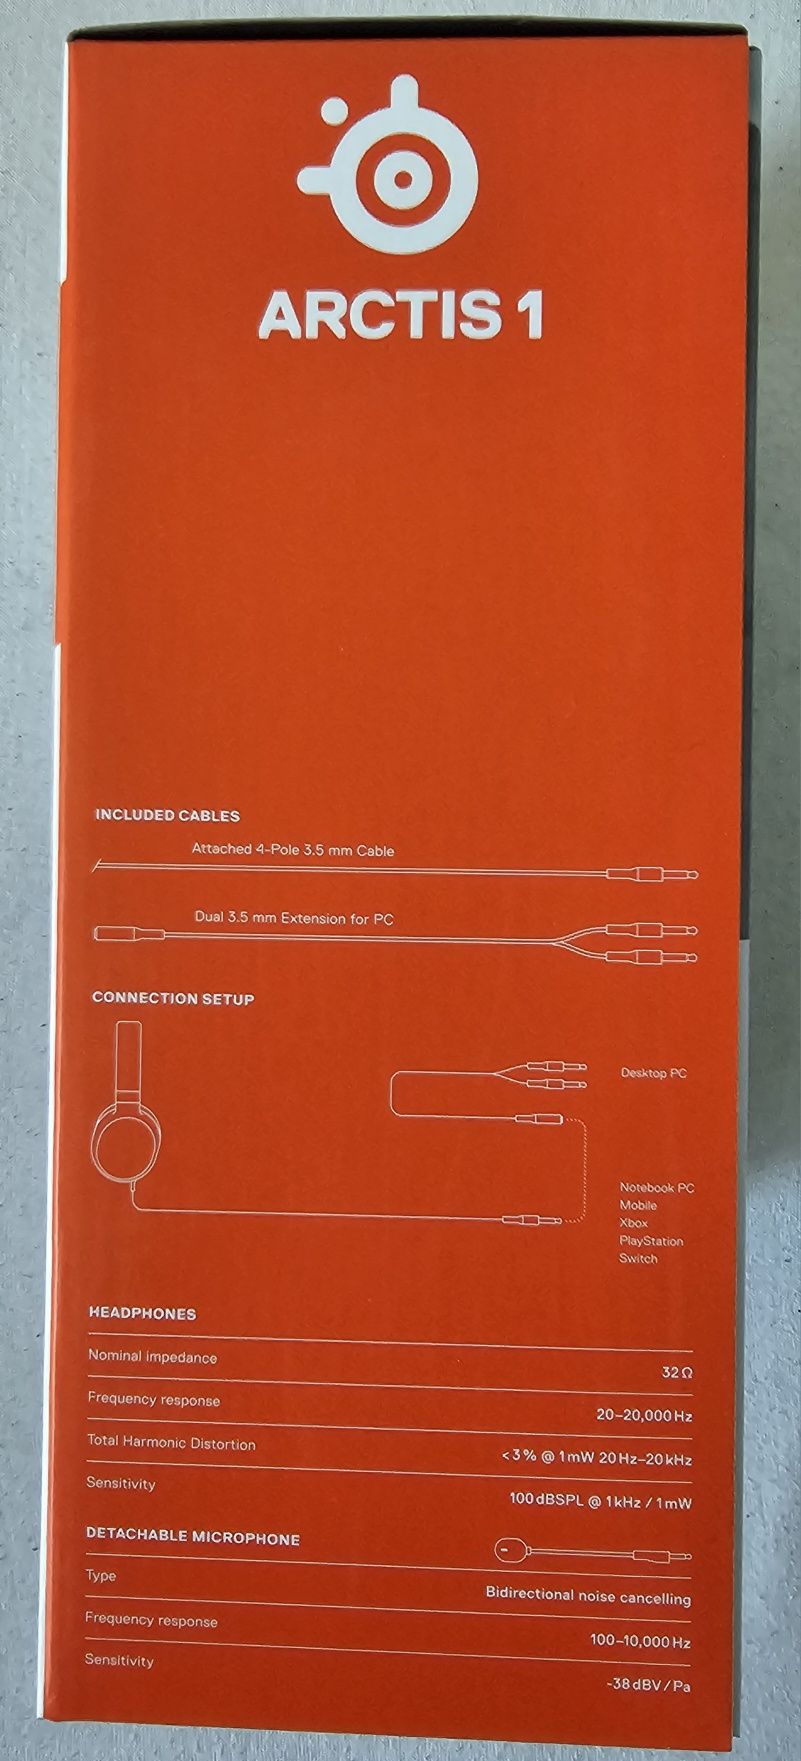 ARCTIS 1
INCLUDED CABLES
Attached 4-Pole 3.5 mm Cable
Dual 3.5 mm Extension for PC
CONNECTION SETUP
Desktop PC
Notebook PC
Mobile
Xbox
PlayStation
Switch
HEADPHONES
Nominal impedance 32 Ω
Frequency response 20–20,000 Hz
Total Harmonic Distortion <3% @ 1mW 20 Hz–20 kHz
Sensitivity 100 dBSPL @ 1 kHz / 1 mW
DETACHABLE MICROPHONE
Type Bidirectional noise cancelling
Frequency response 100–10,000 Hz
Sensitivity -38 dBV / Pa